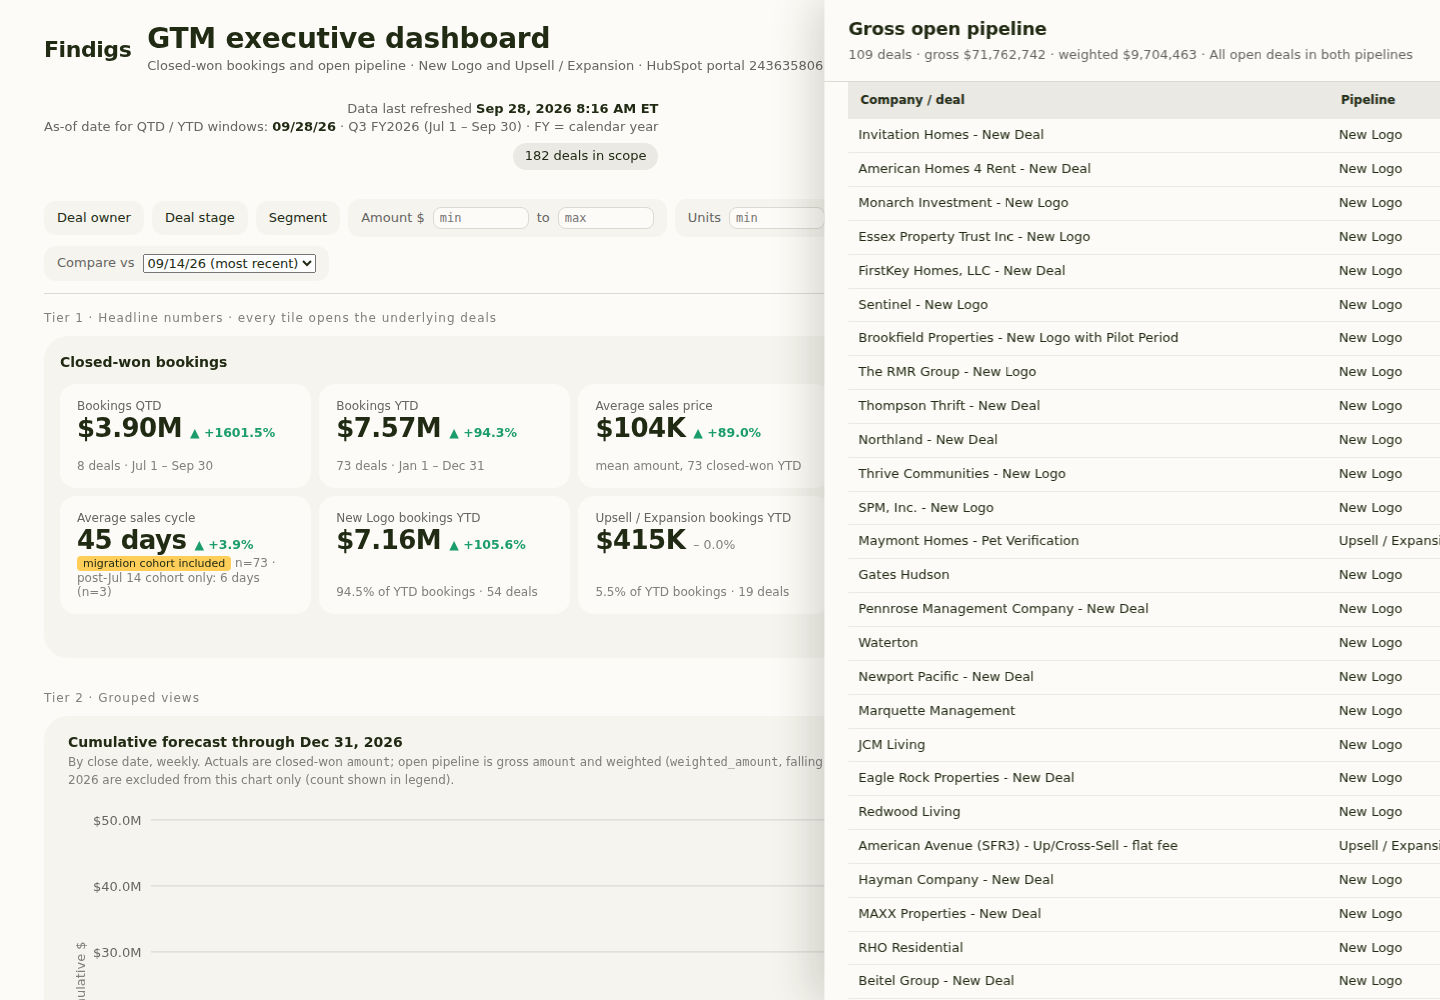 Findigs
GTM executive dashboard
Closed-won bookings and open pipeline · New Logo and Upsell / Expansion · HubSpot portal 243635806
Data last refreshed Sep 28, 2026 8:16 AM ET
As-of date for QTD / YTD windows: 09/28/26 · Q3 FY2026 (Jul 1 – Sep 30) · FY = calendar year
182 deals in scope
Deal owner
Deal stage
Segment
Amount $ min to max
Units min
Compare vs 09/14/26 (most recent)
Tier 1 · Headline numbers · every tile opens the underlying deals
Closed-won bookings
Bookings QTD
$3.90M ▲ +1601.5%
8 deals · Jul 1 – Sep 30
Bookings YTD
$7.57M ▲ +94.3%
73 deals · Jan 1 – Dec 31
Average sales price
$104K ▲ +89.0%
mean amount, 73 closed-won YTD
Average sales cycle
45 days ▲ +3.9%
migration cohort included n=73 ·
post-Jul 14 cohort only: 6 days
(n=3)
New Logo bookings YTD
$7.16M ▲ +105.6%
94.5% of YTD bookings · 54 deals
Upsell / Expansion bookings YTD
$415K – 0.0%
5.5% of YTD bookings · 19 deals
Tier 2 · Grouped views
Cumulative forecast through Dec 31, 2026
By close date, weekly. Actuals are closed-won amount; open pipeline is gross amount and weighted (weighted_amount, falling
2026 are excluded from this chart only (count shown in legend).
$50.0M
$40.0M
$30.0M
ulative $
Gross open pipeline
109 deals · gross $71,762,742 · weighted $9,704,463 · All open deals in both pipelines
Company / deal Pipeline
Invitation Homes - New Deal New Logo
American Homes 4 Rent - New Deal New Logo
Monarch Investment - New Logo New Logo
Essex Property Trust Inc - New Logo New Logo
FirstKey Homes, LLC - New Deal New Logo
Sentinel - New Logo New Logo
Brookfield Properties - New Logo with Pilot Period New Logo
The RMR Group - New Logo New Logo
Thompson Thrift - New Deal New Logo
Northland - New Deal New Logo
Thrive Communities - New Logo New Logo
SPM, Inc. - New Logo New Logo
Maymont Homes - Pet Verification Upsell / Expansi
Gates Hudson New Logo
Pennrose Management Company - New Deal New Logo
Waterton New Logo
Newport Pacific - New Deal New Logo
Marquette Management New Logo
JCM Living New Logo
Eagle Rock Properties - New Deal New Logo
Redwood Living New Logo
American Avenue (SFR3) - Up/Cross-Sell - flat fee Upsell / Expansi
Hayman Company - New Deal New Logo
MAXX Properties - New Deal New Logo
RHO Residential New Logo
Beitel Group - New Deal New Logo